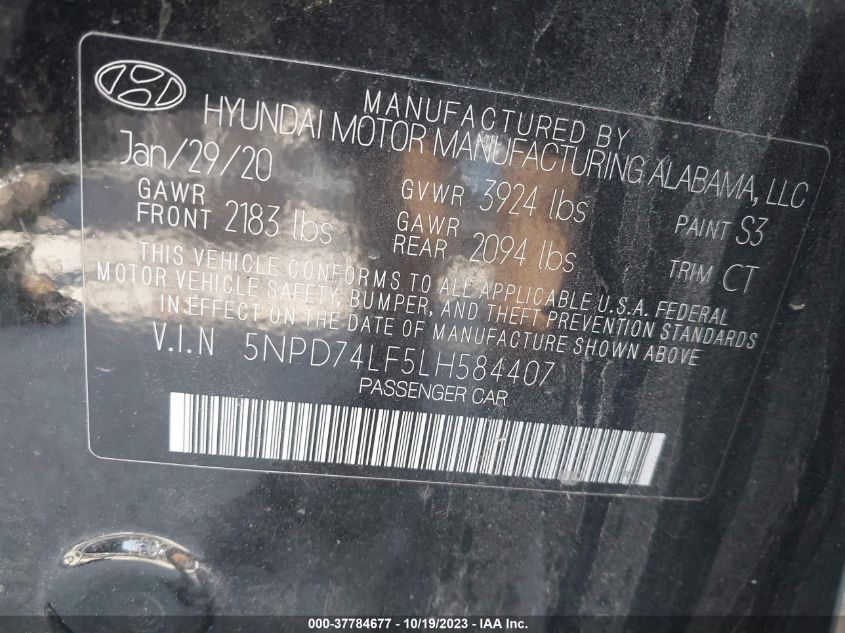 MANUFACTURED BY
HYUNDAI MOTOR MANUFACTURING ALABAMA, LLC
Jan/29/20
GAWR FRONT 2183 lbs
GVWR 3924 lbs
GAWR REAR 2094 lbs
PAINT S3
TRIM CT
THIS VEHICLE CONFORMS TO ALL APPLICABLE U.S.A. FEDERAL
MOTOR VEHICLE SAFETY, BUMPER, AND THEFT PREVENTION STANDARDS
IN EFFECT ON THE DATE OF MANUFACTURE SHOWN ABOVE
V.I.N 5NPD74LF5LH584407
PASSENGER CAR
000-37784677 - 10/19/2023 - IAA Inc.